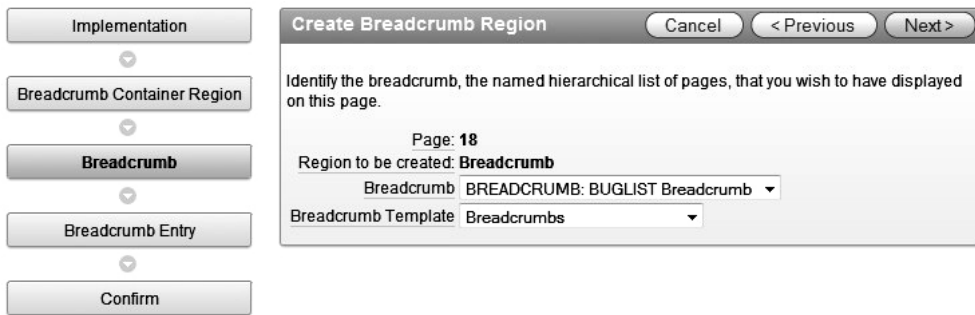 Implementation
Breadcrumb Container Region
Breadcrumb
Breadcrumb Entry
Confirm
Create Breadcrumb Region
Cancel
< Previous
Next >
Identify the breadcrumb, the named hierarchical list of pages, that you wish to have displayed
on this page.
Page: 18
Region to be created: Breadcrumb
Breadcrumb BREADCRUMB: BUGLIST Breadcrumb
Breadcrumb Template Breadcrumbs